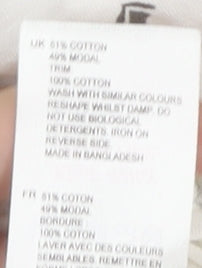 UK 51% COTTON
49% MODAL
TRIM
100% COTTON
WASH WITH SIMILAR COLOURS
RESHAPE WHILST DAMP. DO
NOT USE BIOLOGICAL
DETERGENTS. IRON ON
REVERSE SIDE
MADE IN BANGLADESH
FR 51% COTON
49% MODAL
BORDURE
100% COTON
LAVER AVEC DES COULEURS
SEMBLABLES. REMETTRE EN